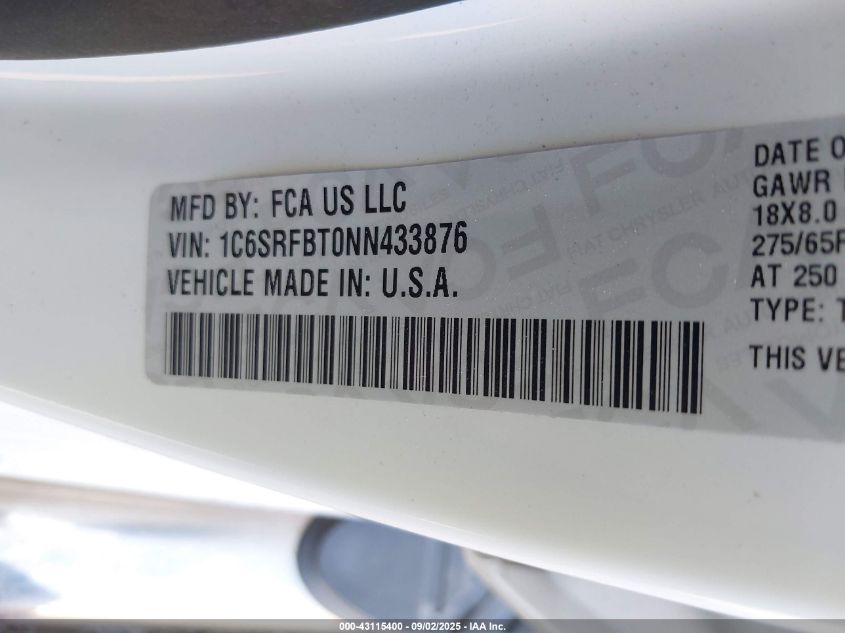 MFD BY: FCA US LLC
VIN: 1C6SRFBT0NN433876
VEHICLE MADE IN: U.S.A.
DATE O
GAWR
18X8.0
275/65R
AT 250
TYPE: T
THIS VE
000-43115400 - 09/02/2025 - IAA Inc.